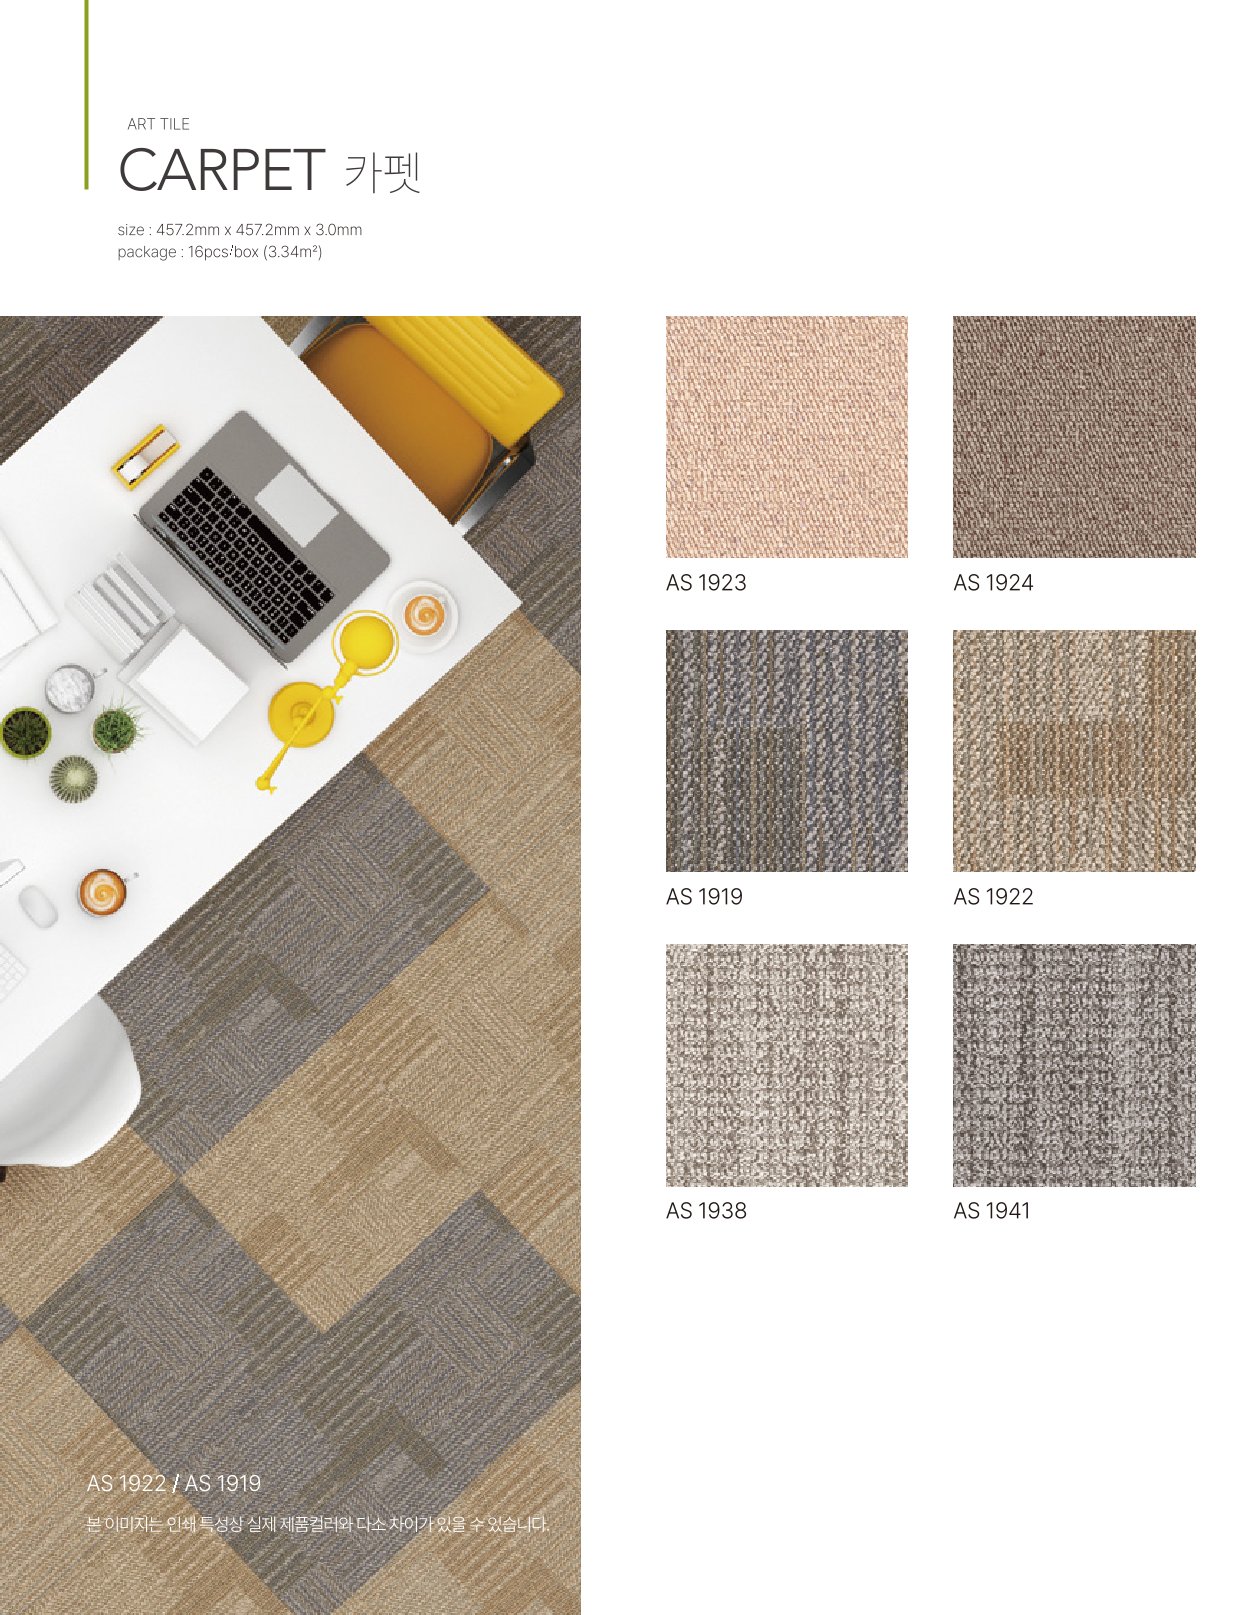 ART TILE
CARPET 카펫
size : 457.2mm x 457.2mm x 3.0mm
package : 16pcs/box (3.34m²)
AS 1923
AS 1924
AS 1919
AS 1922
AS 1938
AS 1941
AS 1922 / AS 1919
본 이미지는 인쇄 특성상 실제 제품컬러와 다소 차이가 있을 수 있습니다.